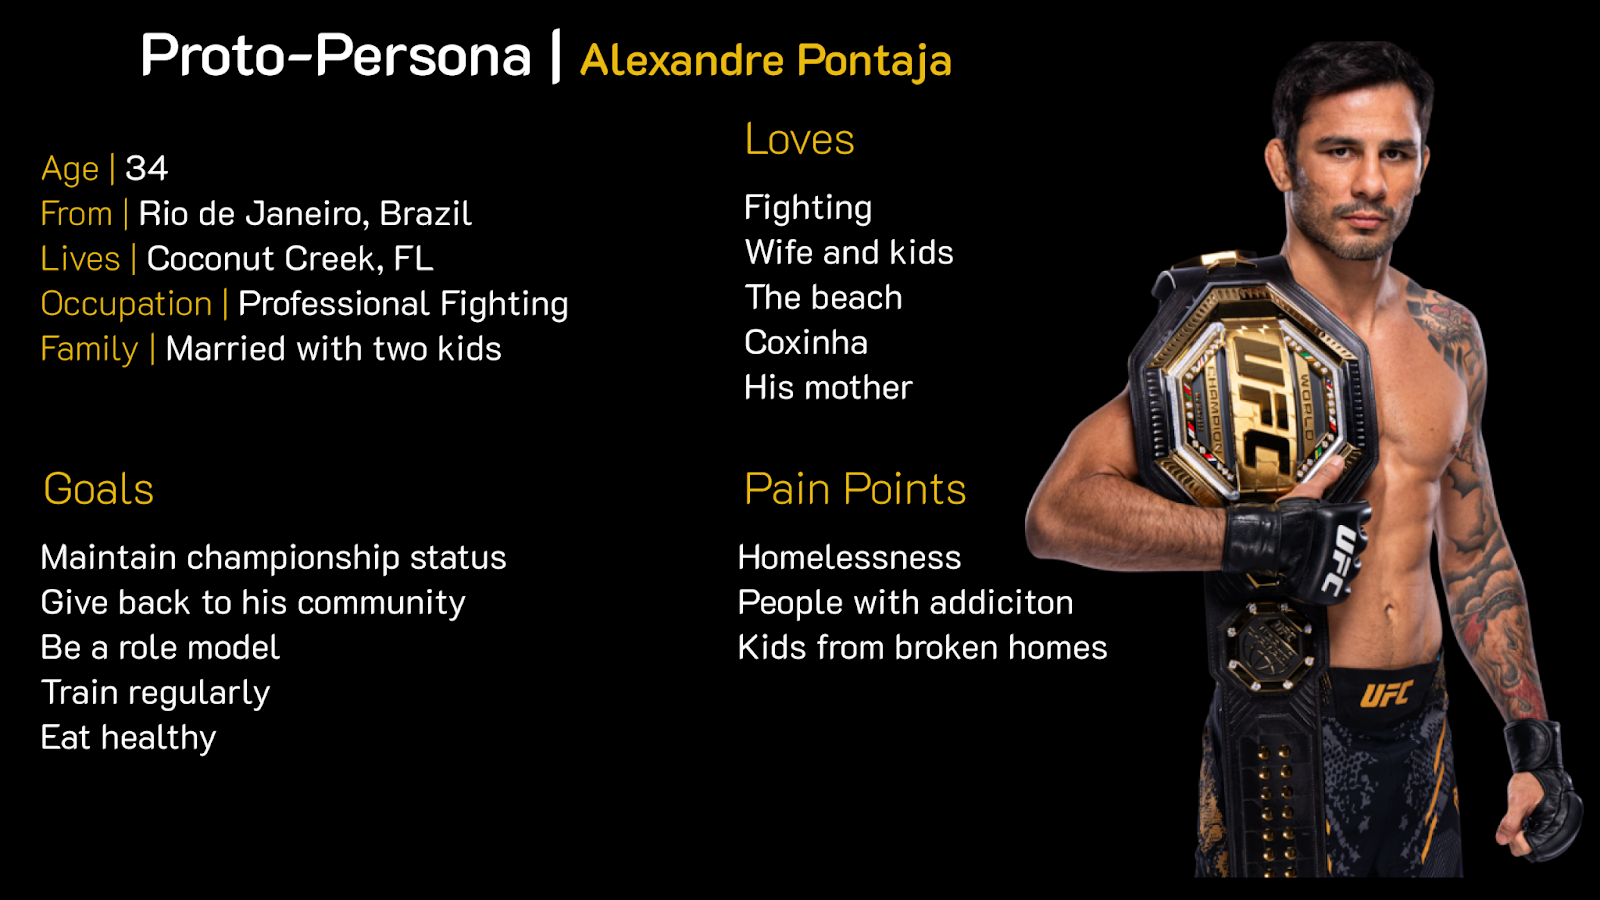 Proto-Persona | Alexandre Pontaja
Age | 34
From | Rio de Janeiro, Brazil
Lives | Coconut Creek, FL
Occupation | Professional Fighting
Family | Married with two kids
Loves
Fighting
Wife and kids
The beach
Coxinha
His mother
Goals
Maintain championship status
Give back to his community
Be a role model
Train regularly
Eat healthy
Pain Points
Homelessness
People with addiciton
Kids from broken homes
WORLD
UFC
CHAMPION
UFC
UFC
UFC